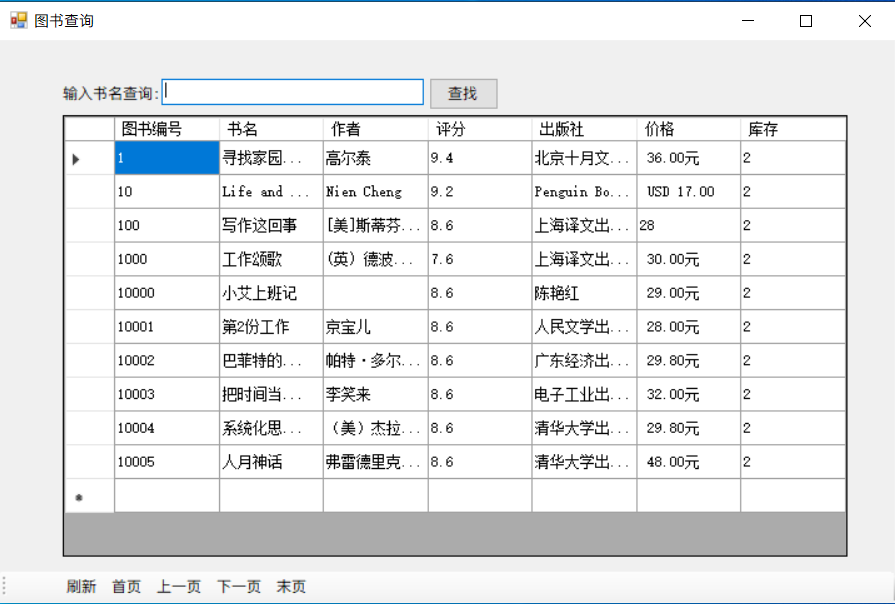 图书查询
输入书名查询: 查找
图书编号 书名 作者 评分 出版社 价格 库存
1 寻找家园... 高尔泰 9.4 北京十月文... 36.00元 2
10 Life and ... Nien Cheng 9.2 Penguin Bo... USD 17.00 2
100 写作这回事 [美]斯蒂芬... 8.6 上海译文出... 28 2
1000 工作颂歌 (英) 德波... 7.6 上海译文出... 30.00元 2
10000 小艾上班记 8.6 陈艳红 29.00元 2
10001 第2份工作 京宝儿 8.6 人民文学出... 28.00元 2
10002 巴菲特的... 帕特·多尔... 8.6 广东经济出... 29.80元 2
10003 把时间当... 李笑来 8.6 电子工业出... 32.00元 2
10004 系统化思... （美）杰拉... 8.6 清华大学出... 29.80元 2
10005 人月神话 弗雷德里克... 8.6 清华大学出... 48.00元 2
刷新 首页 上一页 下一页 末页